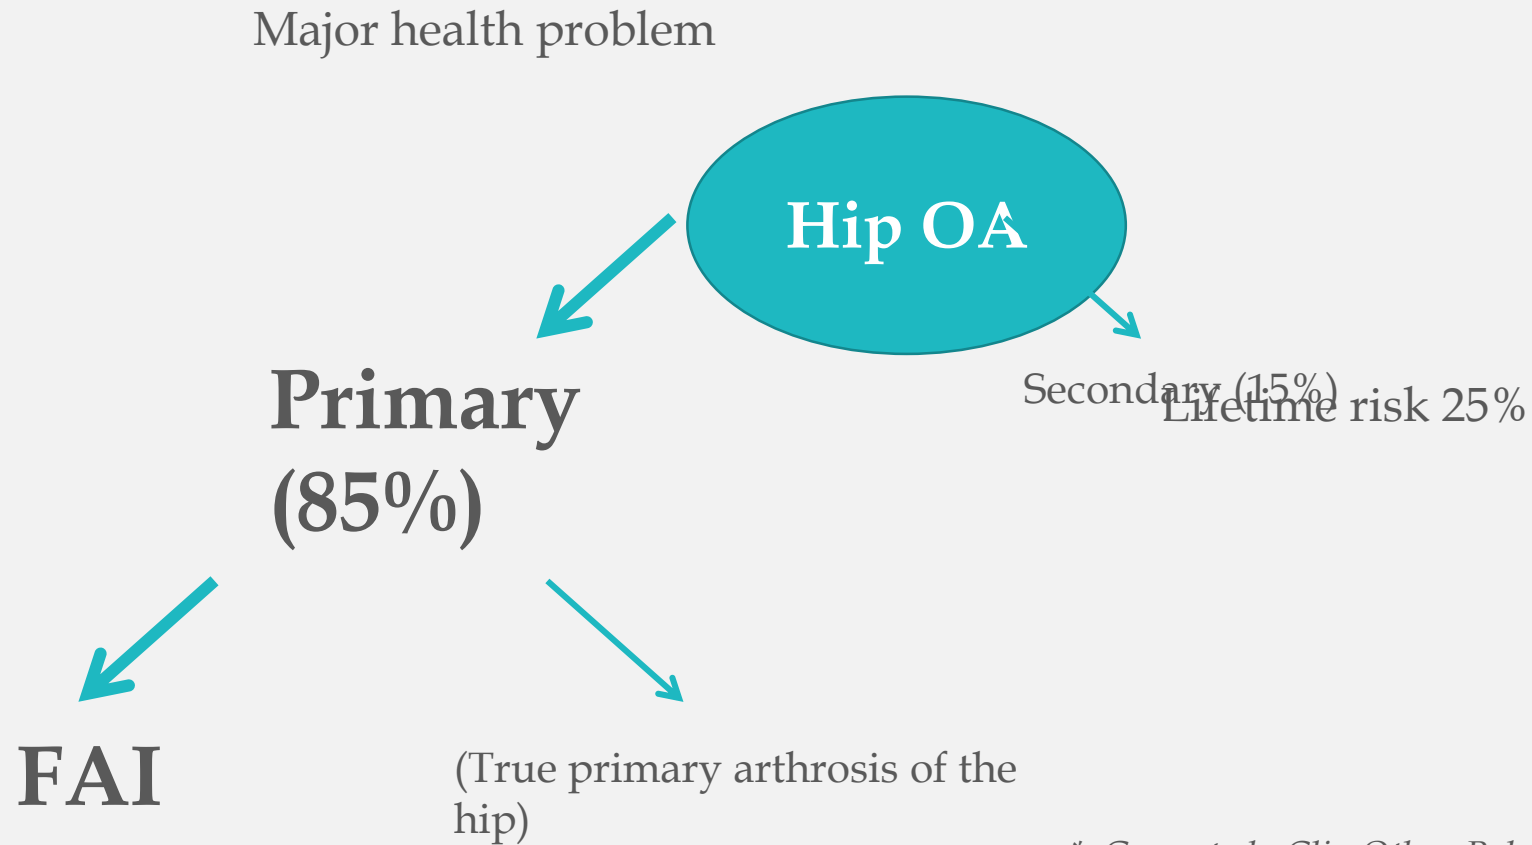 Major health problem
Hip OA
Secondary (15%)
Lifetime risk 25%
Primary
(85%)
FAI
(True primary arthrosis of the
hip)